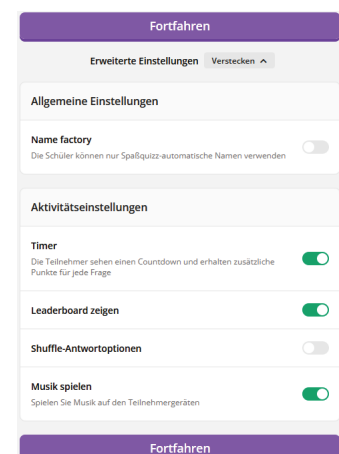 Fortfahren
Erweiterte Einstellungen Verstecken
Allgemeine Einstellungen
Name factory
Die Schüler können nur Spaßquizz-automatische Namen verwenden
Aktivitätseinstellungen
Timer
Die Teilnehmer sehen einen Countdown und erhalten zusätzliche
Punkte für jede Frage
Leaderboard zeigen
Shuffle-Antwortoptionen
Musik spielen
Spielen Sie Musik auf den Teilnehmergeräten
Fortfahren